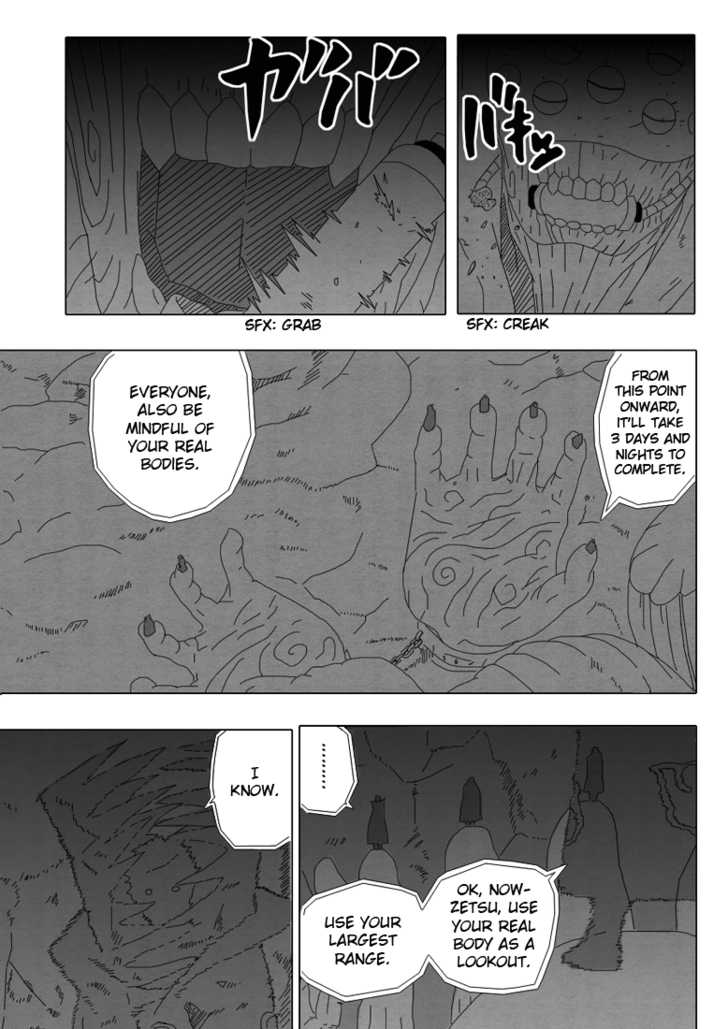 バキッ
SFX: CREAK
ガバ
SFX: GRAB
FROM
THIS POINT
ONWARD,
IT'LL TAKE
3 DAYS AND
NIGHTS TO
COMPLETE.
EVERYONE,
ALSO BE
MINDFUL OF
YOUR REAL
BODIES.
OK, NOW-
ZETSU, USE
YOUR REAL
BODY AS A
LOOKOUT.
USE YOUR
LARGEST
RANGE.
.........
I
KNOW.